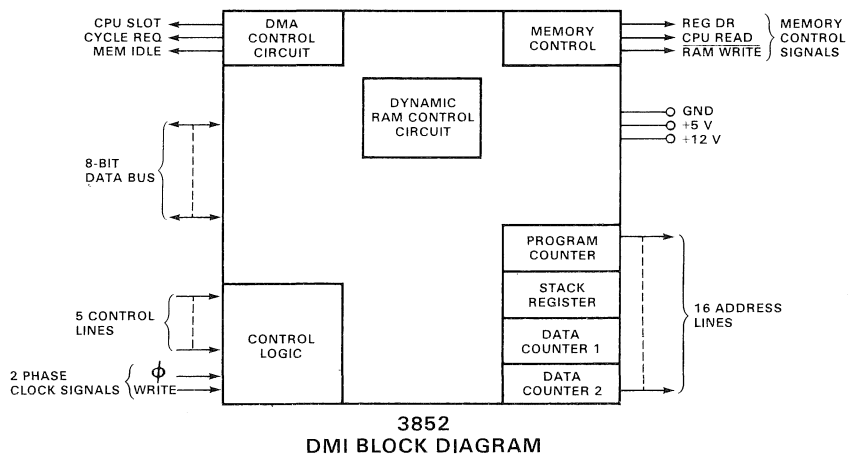 CPU SLOT
CYCLE REQ
MEM IDLE
DMA
CONTROL
CIRCUIT
MEMORY
CONTROL
REG DR
CPU READ
RAM WRITE
MEMORY
CONTROL
SIGNALS
DYNAMIC
RAM CONTROL
CIRCUIT
GND
+5 V
+12 V
8-BIT
DATA BUS
PROGRAM
COUNTER
STACK
REGISTER
DATA
COUNTER 1
DATA
COUNTER 2
16 ADDRESS
LINES
5 CONTROL
LINES
CONTROL
LOGIC
2 PHASE
CLOCK SIGNALS
ϕ
WRITE
3852
DMI BLOCK DIAGRAM